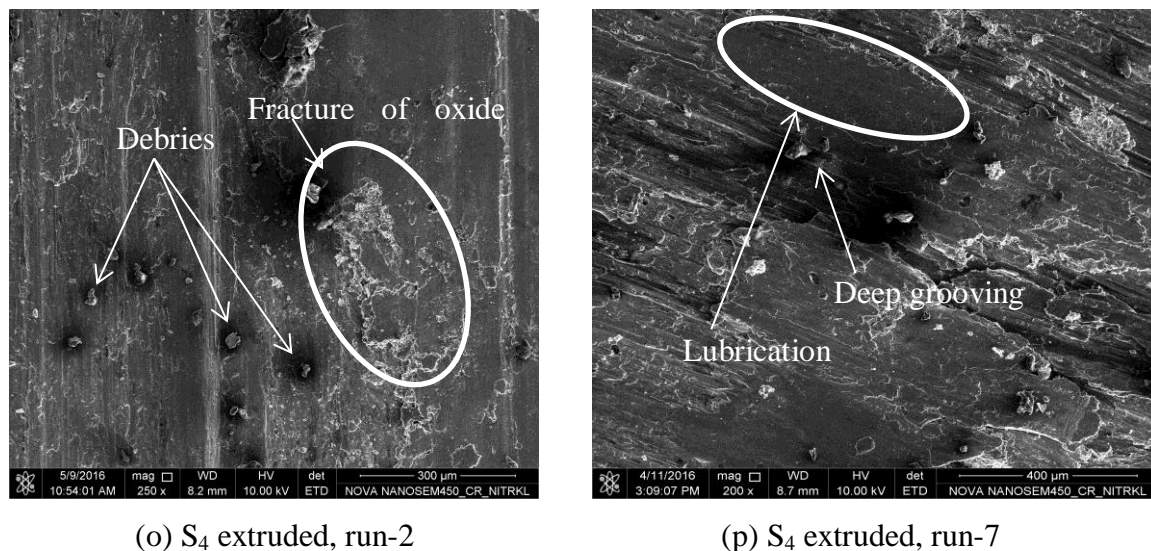 Fracture of oxide
Debries
Deep grooving
Lubrication
5/9/2016 mag □ WD HV det 300 µm
10:54:01 AM 250 x 8.2 mm 10.00 kV ETD NOVA NANOSEM450_CR_NITRKL
4/11/2016 mag □ WD HV det 400 µm
3:09:07 PM 200 x 8.7 mm 10.00 kV ETD NOVA NANOSEM450_CR_NITRKL
(o) S₄ extruded, run-2
(p) S₄ extruded, run-7